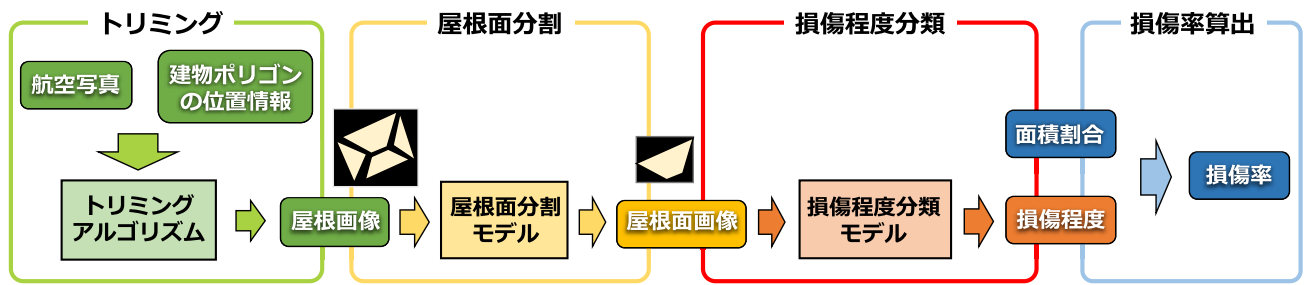 トリミング
航空写真
建物ポリゴン
の位置情報
トリミング
アルゴリズム
屋根画像
屋根面分割
屋根面分割
モデル
屋根面画像
損傷程度分類
損傷程度分類
モデル
面積割合
損傷程度
損傷率算出
損傷率